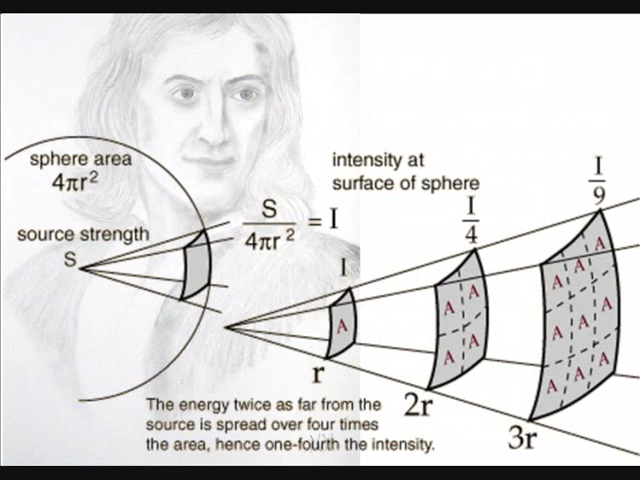 sphere area
4πr²
source strength
S
S
4πr²
= I
intensity at
surface of sphere
I
A
r
I
4
A A
A A
A A
2r
I
9
A A A
A A A
A A A
3r
The energy twice as far from the
source is spread over four times
the area, hence one-fourth the intensity.